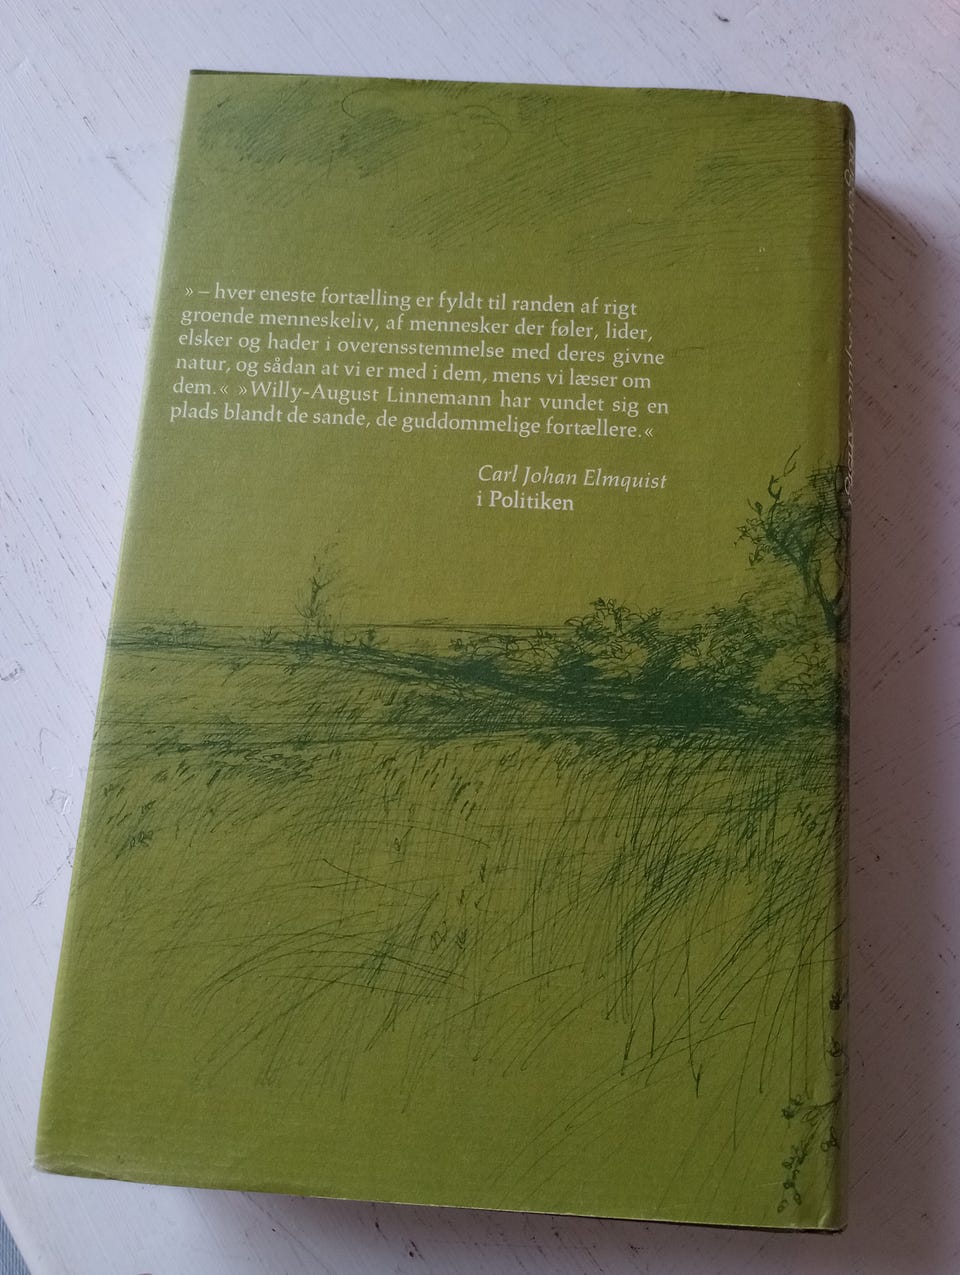 » – hver eneste fortælling er fyldt til randen af rigt
groende menneskeliv, af mennesker der føler, lider,
elsker og hader i overensstemmelse med deres givne
natur, og sådan at vi er med i dem, mens vi læser om
dem.« »Willy-August Linnemann har vundet sig en
plads blandt de sande, de guddommelige fortællere.«
Carl Johan Elmquist
i Politiken